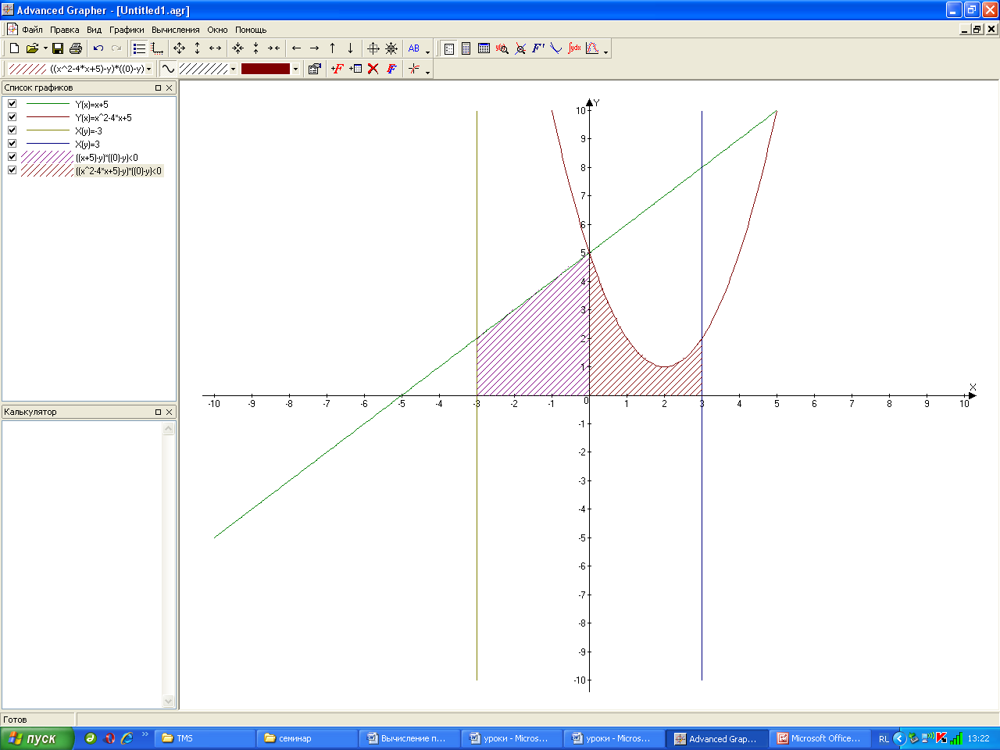 Advanced Grapher - [Untitled1.agr]
Файл Правка Вид Графики Вычисления Окно Помощь
AB F' ∫ydx
((x^2-4*x+5)-y)*((0)-y) +F F
Список графиков
Y(x)=x+5
Y(x)=x^2-4*x+5
X(y)=-3
X(y)=3
((x+5)-y)*((0)-y)<0
((x^2-4*x+5)-y)*((0)-y)<0
Калькулятор
Y
10
9
8
7
6
5
4
3
2
1
X
-10 -9 -8 -7 -6 -5 -4 -3 -2 -1 0 1 2 3 4 5 6 7 8 9 10
-1
-2
-3
-4
-5
-6
-7
-8
-9
-10
Готов
пуск TMS семинар Вычисление п... уроки - Micros... уроки - Micros... Advanced Grap... Microsoft Office... RL 13:22